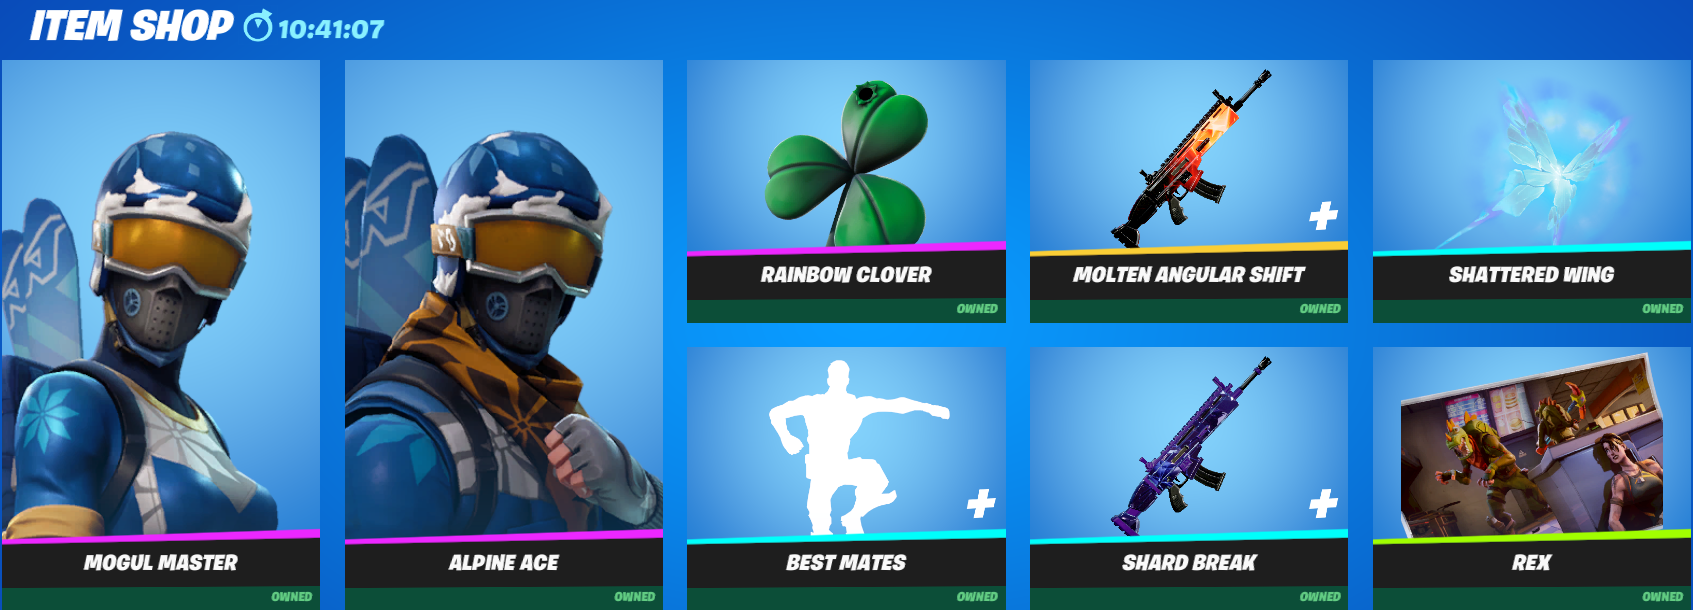 ITEM SHOP 10:41:07
MOGUL MASTER
OWNED
ALPINE ACE
OWNED
RAINBOW CLOVER
OWNED
MOLTEN ANGULAR SHIFT
OWNED
SHATTERED WING
OWNED
BEST MATES
OWNED
SHARD BREAK
OWNED
REX
OWNED